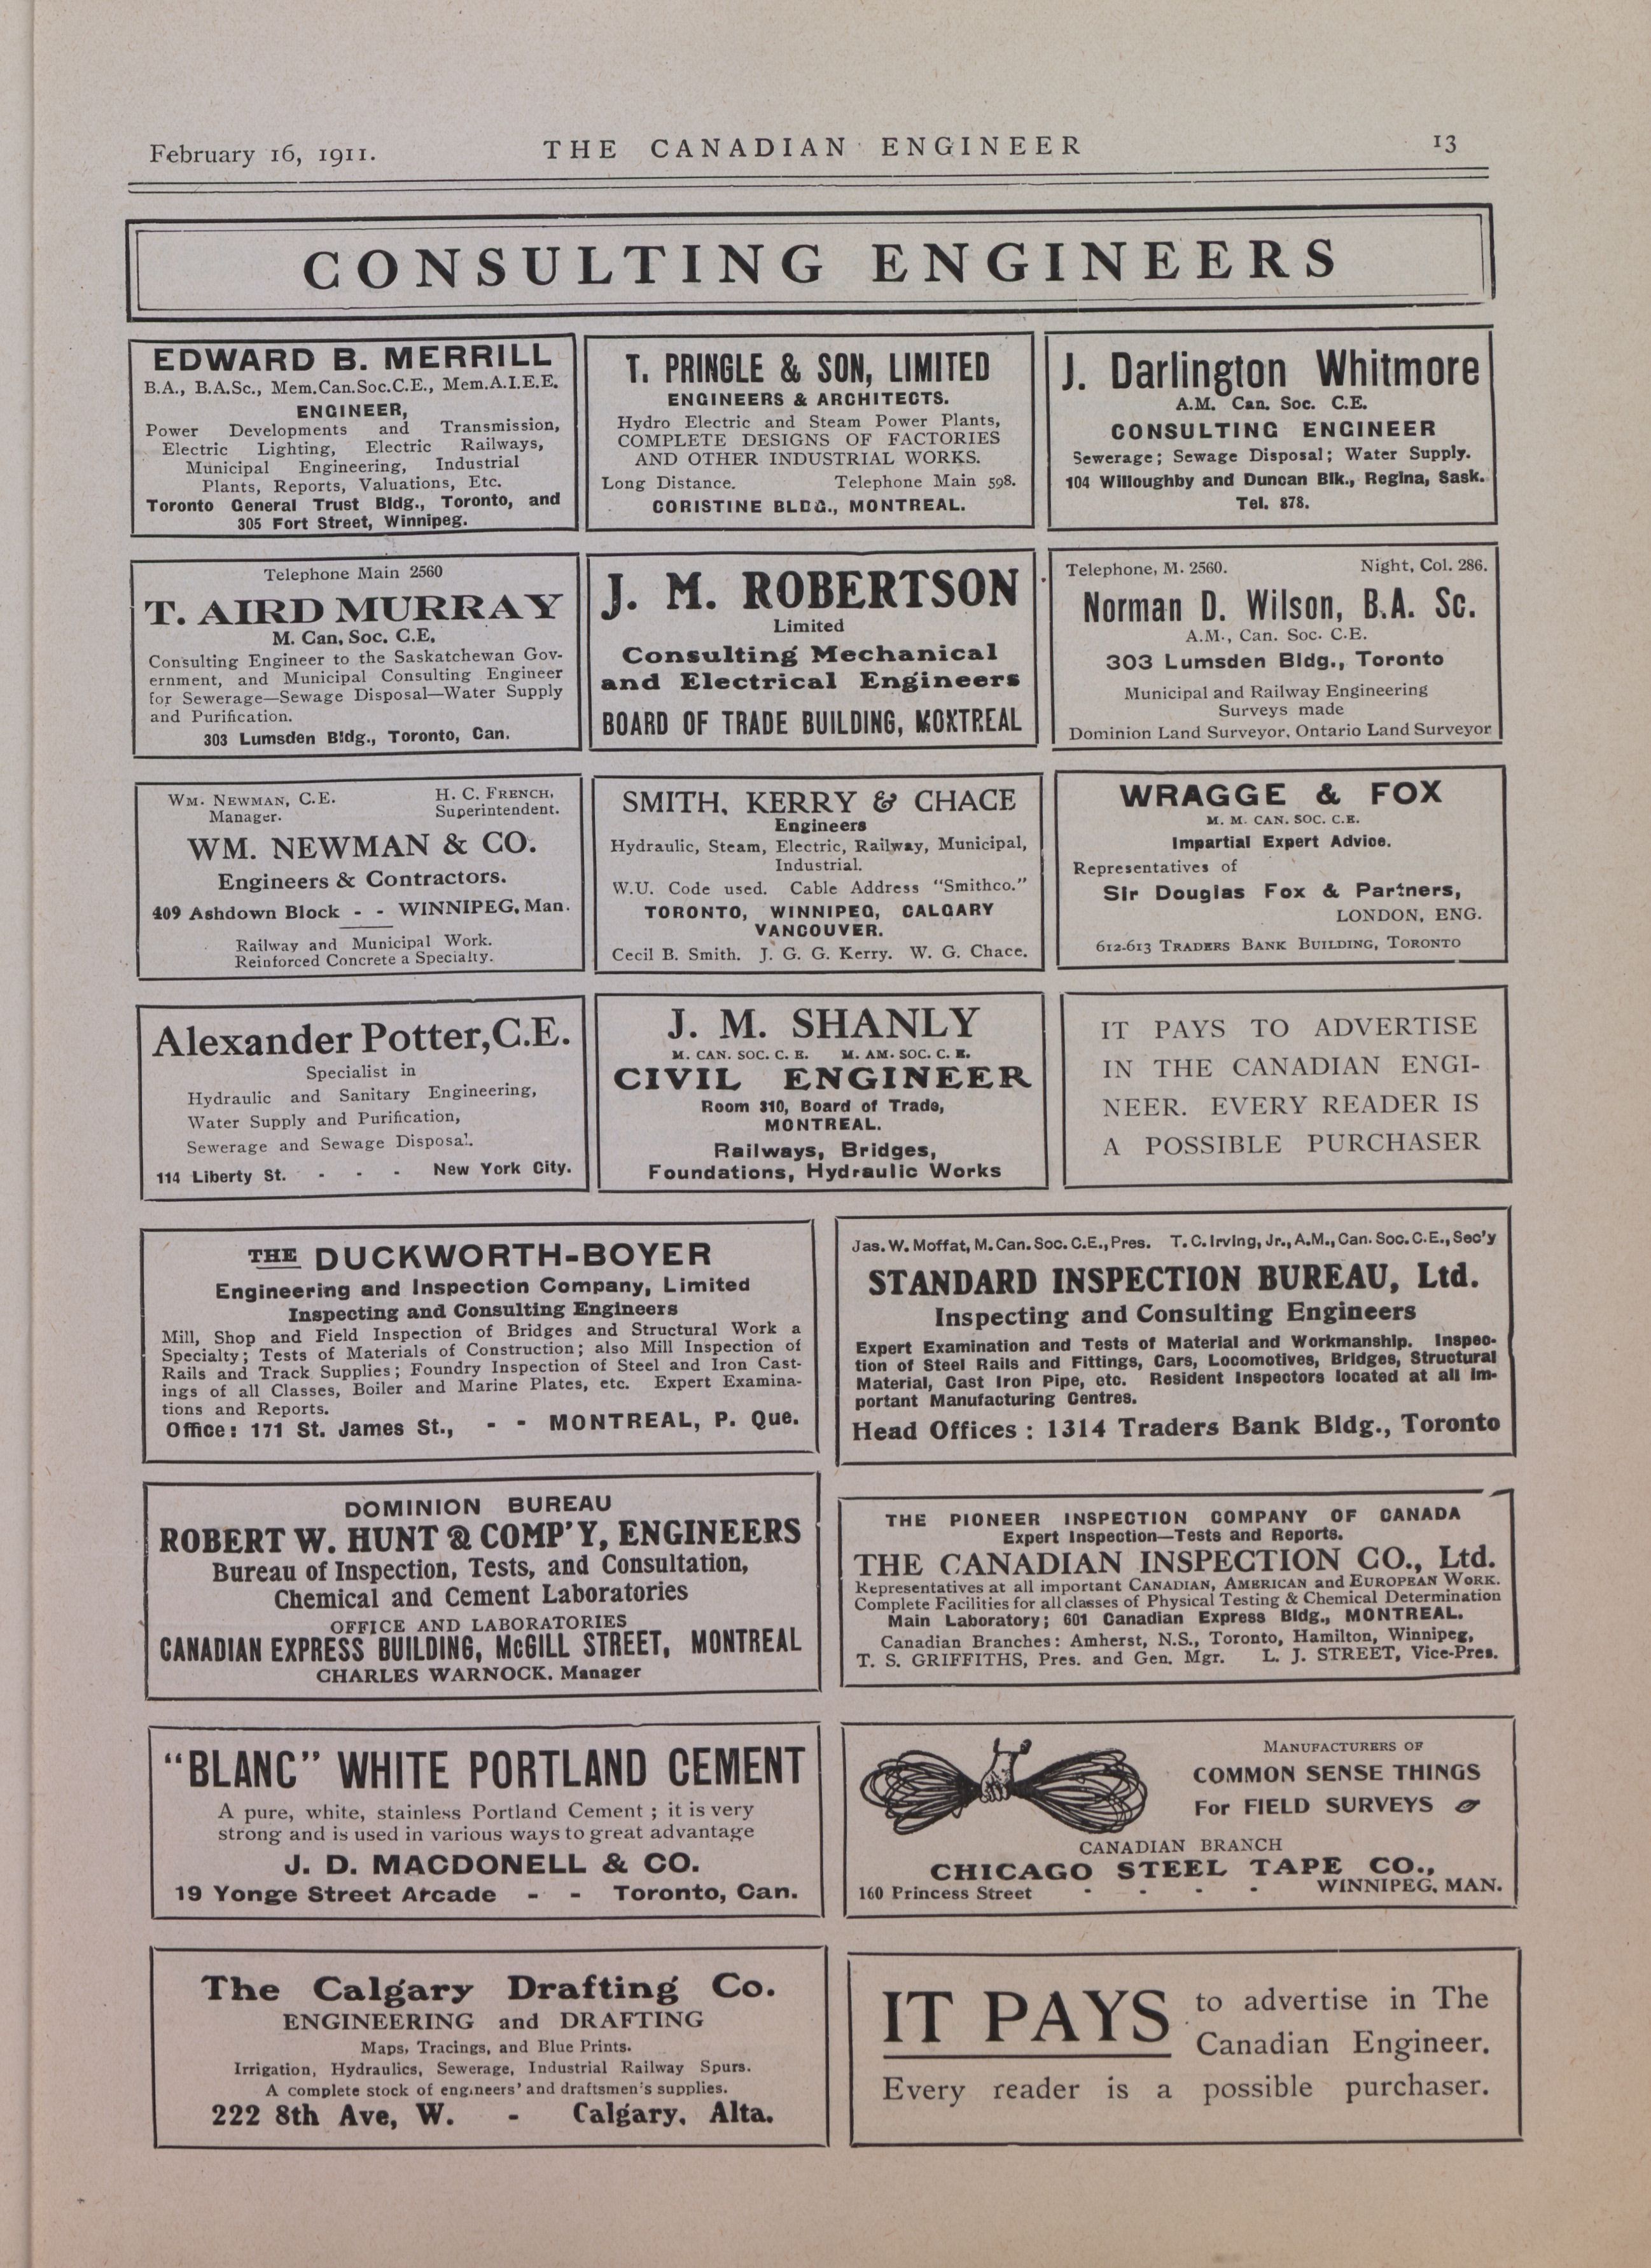 February 16, 1911.
THE CANADIAN ENGINEER
13
CONSULTING ENGINEERS
EDWARD B. MERRILL
B.A., B.A.Sc., Mem.Can.Soc.C.E., Mem.A.I.E.E.
ENGINEER,
Power Developments and Transmission,
Electric Lighting, Electric Railways,
Municipal Engineering, Industrial
Plants, Reports, Valuations, Etc.
Toronto General Trust Bldg., Toronto, and
305 Fort Street, Winnipeg.
T. PRINGLE & SON, LIMITED
ENGINEERS & ARCHITECTS.
Hydro Electric and Steam Power Plants,
COMPLETE DESIGNS OF FACTORIES
AND OTHER INDUSTRIAL WORKS.
Long Distance. Telephone Main 598.
CORISTINE BLDG., MONTREAL.
J. Darlington Whitmore
A.M. Can. Soc. C.E.
CONSULTING ENGINEER
Sewerage; Sewage Disposal; Water Supply.
104 Willoughby and Duncan Blk., Regina, Sask.
Tel. 878.
Telephone Main 2560
T. AIRD MURRAY
M. Can. Soc. C.E.
Consulting Engineer to the Saskatchewan Gov-
ernment, and Municipal Consulting Engineer
for Sewerage—Sewage Disposal—Water Supply
and Purification.
303 Lumsden Bldg., Toronto, Can.
J. M. ROBERTSON
Limited
Consulting Mechanical
and Electrical Engineers
BOARD OF TRADE BUILDING, MONTREAL
Telephone, M. 2560. Night, Col. 286.
Norman D. Wilson, B.A. Sc.
A.M., Can. Soc. C.E.
303 Lumsden Bldg., Toronto
Municipal and Railway Engineering
Surveys made
Dominion Land Surveyor, Ontario Land Surveyor
WM. NEWMAN, C.E. H. C. FRENCH,
Manager. Superintendent.
WM. NEWMAN & CO.
Engineers & Contractors.
409 Ashdown Block - - WINNIPEG, Man.
Railway and Municipal Work.
Reinforced Concrete a Specialty.
SMITH, KERRY & CHACE
Engineers
Hydraulic, Steam, Electric, Railway, Municipal,
Industrial.
W.U. Code used. Cable Address "Smithco."
TORONTO, WINNIPEG, CALGARY
VANCOUVER.
Cecil B. Smith. J. G. G. Kerry. W. G. Chace.
WRAGGE & FOX
M. M. CAN. SOC. C.E.
Impartial Expert Advice.
Representatives of
Sir Douglas Fox & Partners,
LONDON, ENG.
612-613 TRADERS BANK BUILDING, TORONTO
Alexander Potter, C.E.
Specialist in
Hydraulic and Sanitary Engineering,
Water Supply and Purification,
Sewerage and Sewage Disposal.
114 Liberty St. - - - New York City.
J. M. SHANLY
M. CAN. SOC. C. E. M. AM. SOC. C. E.
CIVIL ENGINEER
Room 310, Board of Trade,
MONTREAL.
Railways, Bridges,
Foundations, Hydraulic Works
IT PAYS TO ADVERTISE
IN THE CANADIAN ENGI-
NEER. EVERY READER IS
A POSSIBLE PURCHASER
THE DUCKWORTH-BOYER
Engineering and Inspection Company, Limited
Inspecting and Consulting Engineers
Mill, Shop and Field Inspection of Bridges and Structural Work a
Specialty; Tests of Materials of Construction; also Mill Inspection of
Rails and Track Supplies; Foundry Inspection of Steel and Iron Cast-
ings of all Classes, Boiler and Marine Plates, etc. Expert Examina-
tions and Reports.
Office: 171 St. James St., - - MONTREAL, P. Que.
Jas. W. Moffat, M. Can. Soc. C.E., Pres. T. C. Irving, Jr., A.M., Can. Soc. C.E., Sec'y
STANDARD INSPECTION BUREAU, Ltd.
Inspecting and Consulting Engineers
Expert Examination and Tests of Material and Workmanship. Inspec-
tion of Steel Rails and Fittings, Cars, Locomotives, Bridges, Structural
Material, Cast Iron Pipe, etc. Resident Inspectors located at all Im-
portant Manufacturing Centres.
Head Offices : 1314 Traders Bank Bldg., Toronto
DOMINION BUREAU
ROBERT W. HUNT & COMP'Y, ENGINEERS
Bureau of Inspection, Tests, and Consultation,
Chemical and Cement Laboratories
OFFICE AND LABORATORIES
CANADIAN EXPRESS BUILDING, McGILL STREET, MONTREAL
CHARLES WARNOCK, Manager
THE PIONEER INSPECTION COMPANY OF CANADA
Expert Inspection—Tests and Reports.
THE CANADIAN INSPECTION CO., Ltd.
Representatives at all important CANADIAN, AMERICAN and EUROPEAN WORK.
Complete Facilities for all classes of Physical Testing & Chemical Determination
Main Laboratory; 601 Canadian Express Bldg., MONTREAL.
Canadian Branches: Amherst, N.S., Toronto, Hamilton, Winnipeg,
T. S. GRIFFITHS, Pres. and Gen. Mgr. L. J. STREET, Vice-Pres.
"BLANC" WHITE PORTLAND CEMENT
A pure, white, stainless Portland Cement ; it is very
strong and is used in various ways to great advantage
J. D. MACDONELL & CO.
19 Yonge Street Arcade - - Toronto, Can.
MANUFACTURERS OF
COMMON SENSE THINGS
For FIELD SURVEYS
CANADIAN BRANCH
CHICAGO STEEL TAPE CO.,
160 Princess Street - - - - WINNIPEG, MAN.
The Calgary Drafting Co.
ENGINEERING and DRAFTING
Maps, Tracings, and Blue Prints.
Irrigation, Hydraulics, Sewerage, Industrial Railway Spurs.
A complete stock of engineers' and draftsmen's supplies.
222 8th Ave, W. - Calgary, Alta.
IT PAYS to advertise in The
Canadian Engineer.
Every reader is a possible purchaser.